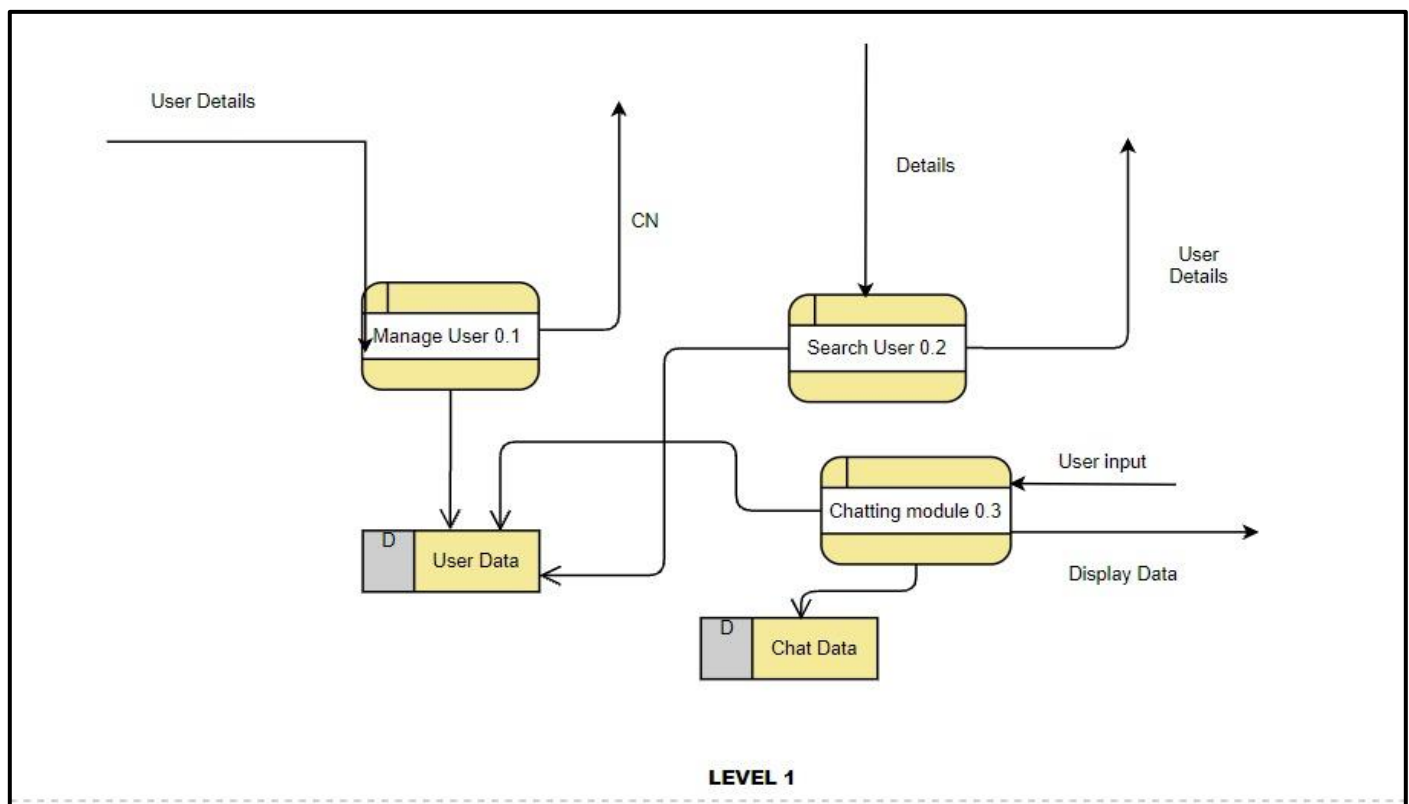 User Details
CN
Details
User
Details
Manage User 0.1
Search User 0.2
User input
Chatting module 0.3
D
User Data
Display Data
D
Chat Data
LEVEL 1